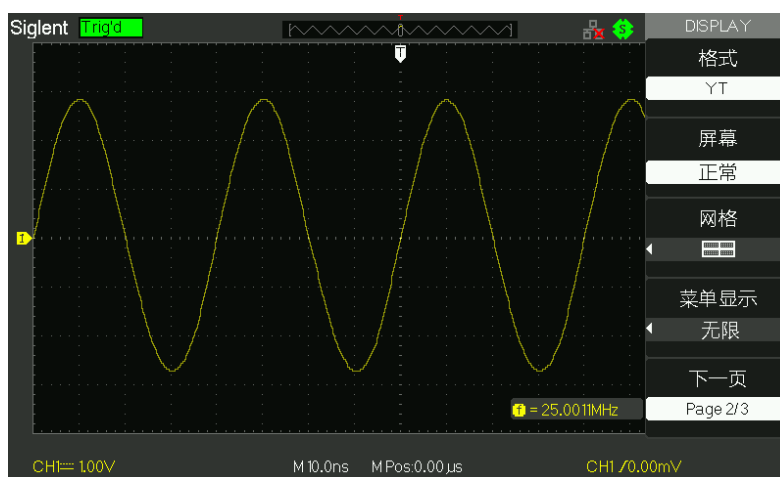 Siglent Trig'd
T
S
DISPLAY
格式
YT
屏幕
正常
网格
菜单显示
无限
下一页
Page 2/3
1
f = 25.0011MHz
CH1 1.00V
M 10.0ns
M Pos:0.00μs
CH1 /0.00mV